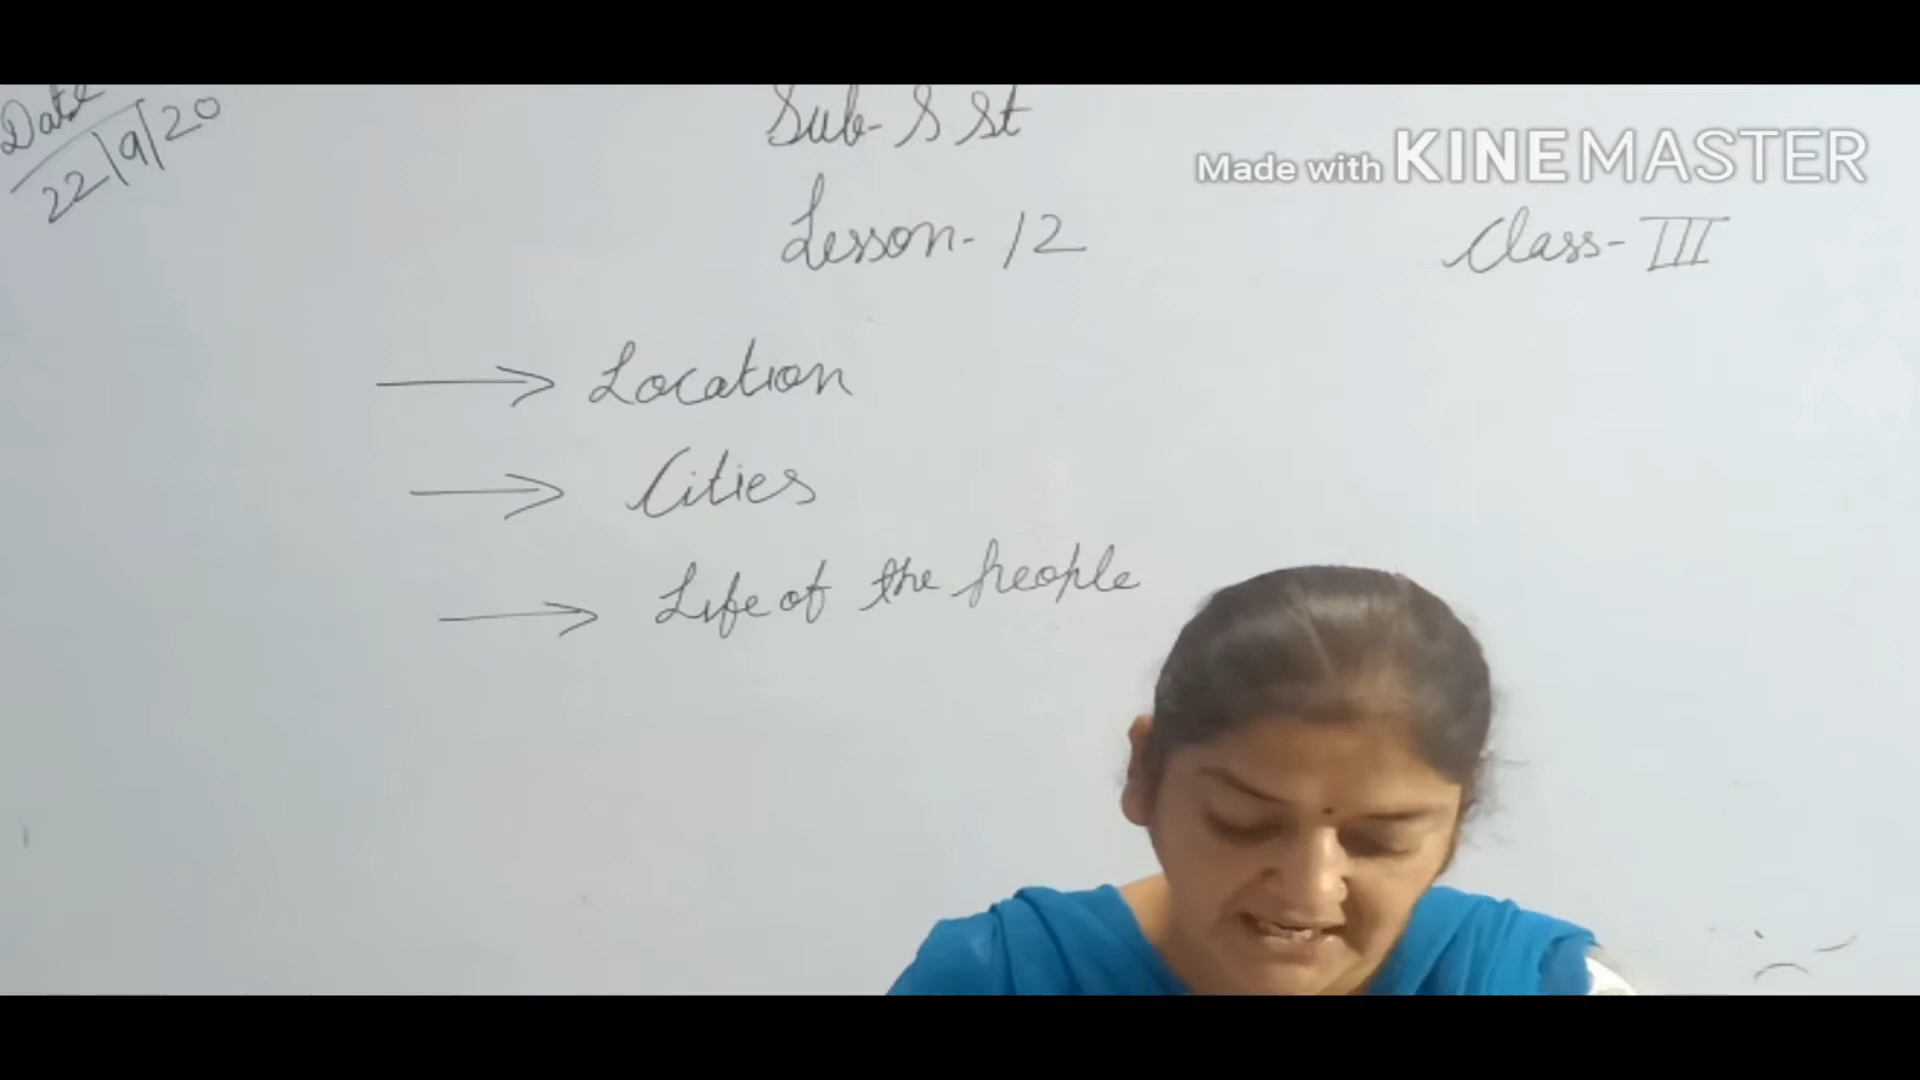 Date
22/9/20
Sub- S St
Made with KINEMASTER
Lesson- 12
Class- III
→ Location
→ Cities
→ Life of the people